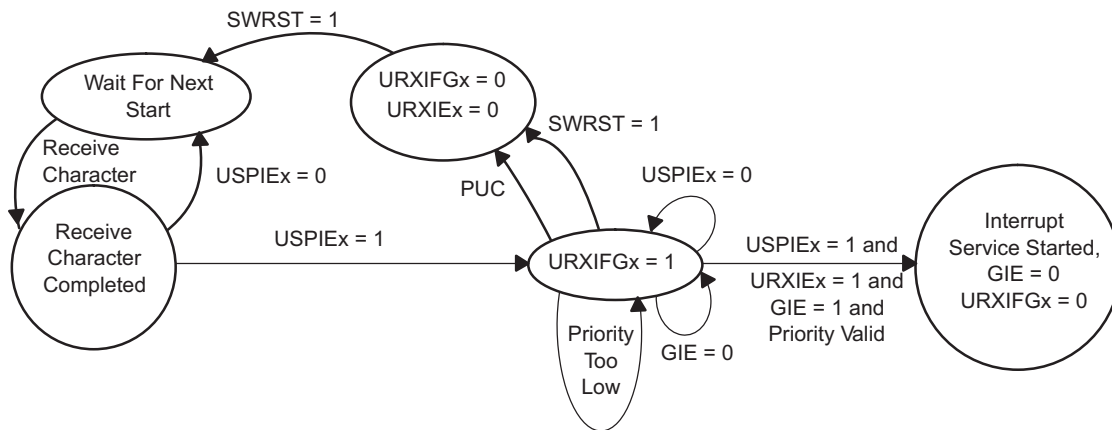 SWRST = 1
Wait For Next
Start
URXIFGx = 0
URXIEx = 0
SWRST = 1
Receive
Character
USPIEx = 0
PUC
USPIEx = 0
Receive
Character
Completed
USPIEx = 1
URXIFGx = 1
USPIEx = 1 and
URXIEx = 1 and
GIE = 1 and
Priority Valid
Interrupt
Service Started,
GIE = 0
URXIFGx = 0
Priority
Too
Low
GIE = 0